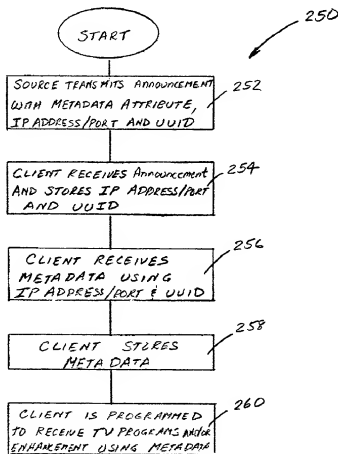 250
START
SOURCE TRANSMITS ANNOUNCEMENT
WITH METADATA ATTRIBUTE,
IP ADDRESS/PORT AND UUID
252
CLIENT RECEIVES Announcement
AND STORES IP ADDRESS/PORT
AND UUID
254
CLIENT RECEIVES
METADATA USING
IP ADDRESS/PORT & UUID
256
CLIENT STORES
METADATA
258
CLIENT IS PROGRAMMED
TO RECEIVE TV PROGRAMS AND/OR
ENHANCEMENT USING METADATA
260